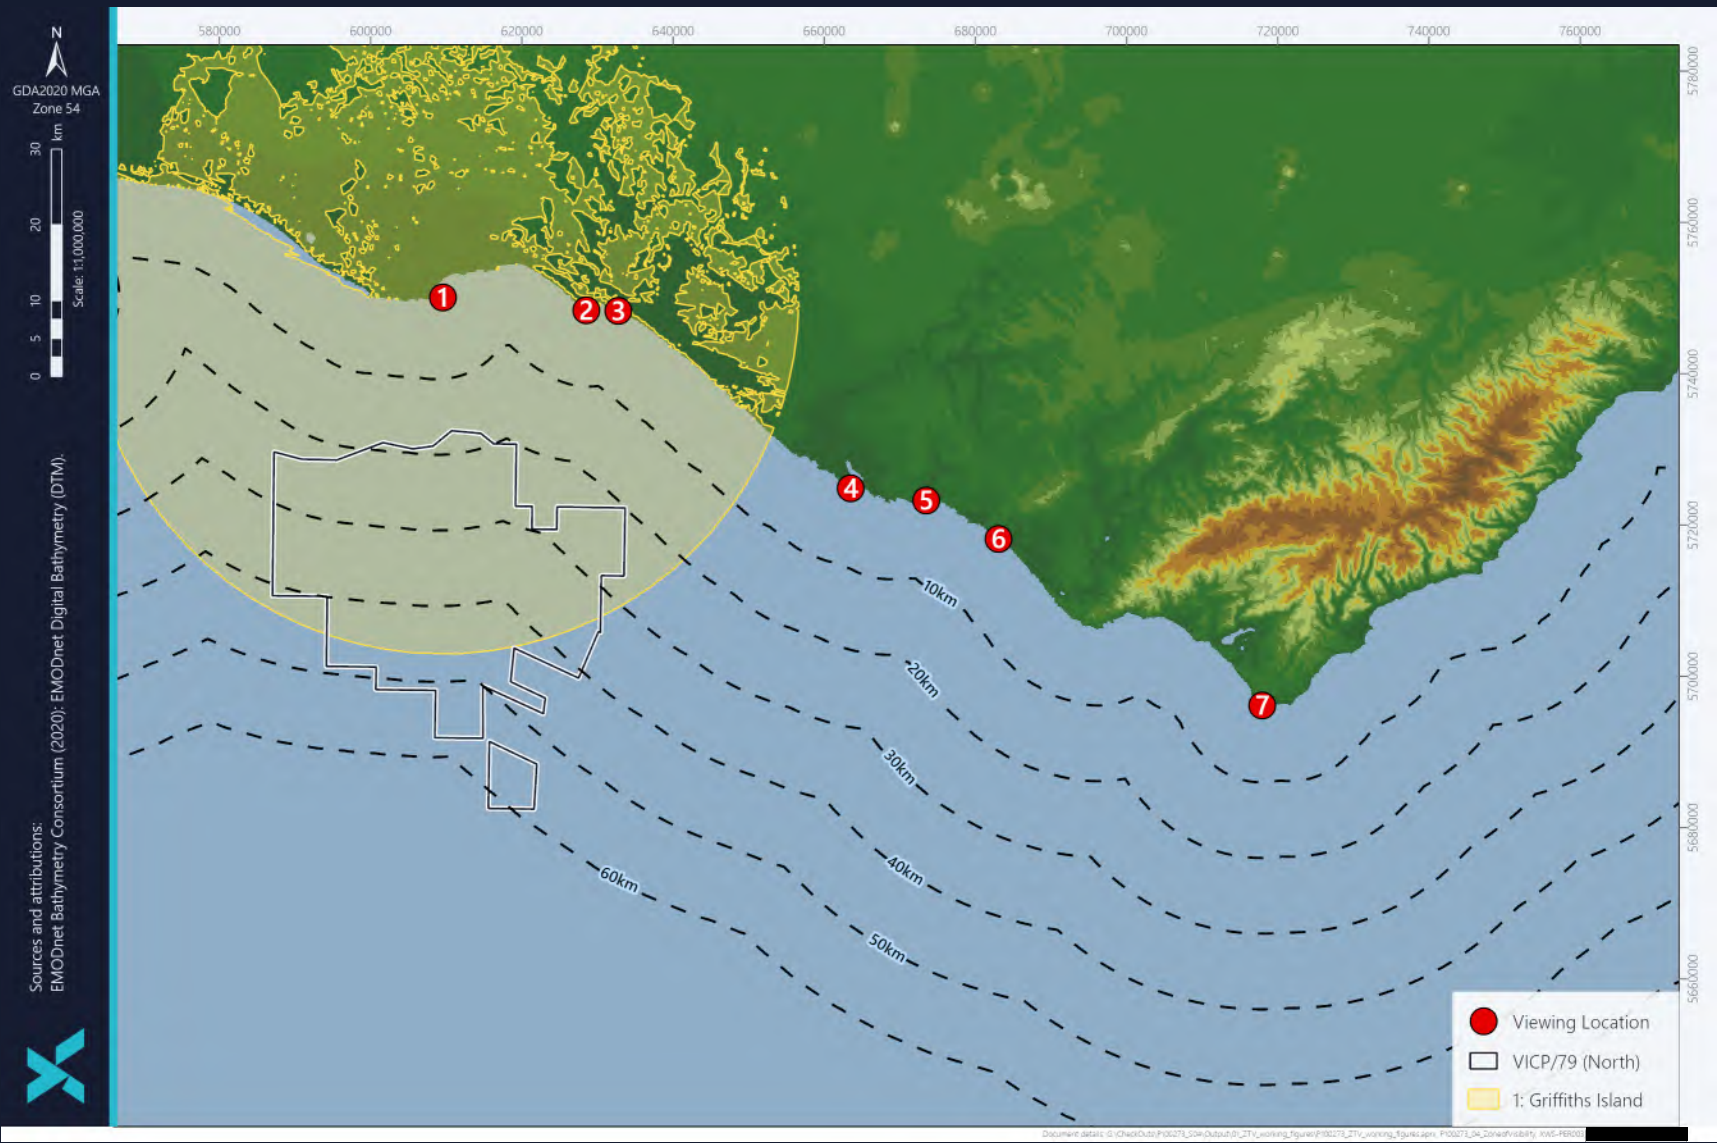 N
GDA2020 MGA
Zone 54
0 5 10 20 30 km
Scale: 1:1,000,000
Sources and attributions:
EMODnet Bathymetry Consortium (2020): EMODnet Digital Bathymetry (DTM).
580000 600000 620000 640000 660000 680000 700000 720000 740000 760000
5780000
5760000
5740000
5720000
5700000
5680000
5660000
1
2
3
4
5
6
7
10km
20km
30km
40km
50km
60km
Viewing Location
VICP/79 (North)
1: Griffiths Island
Document details: